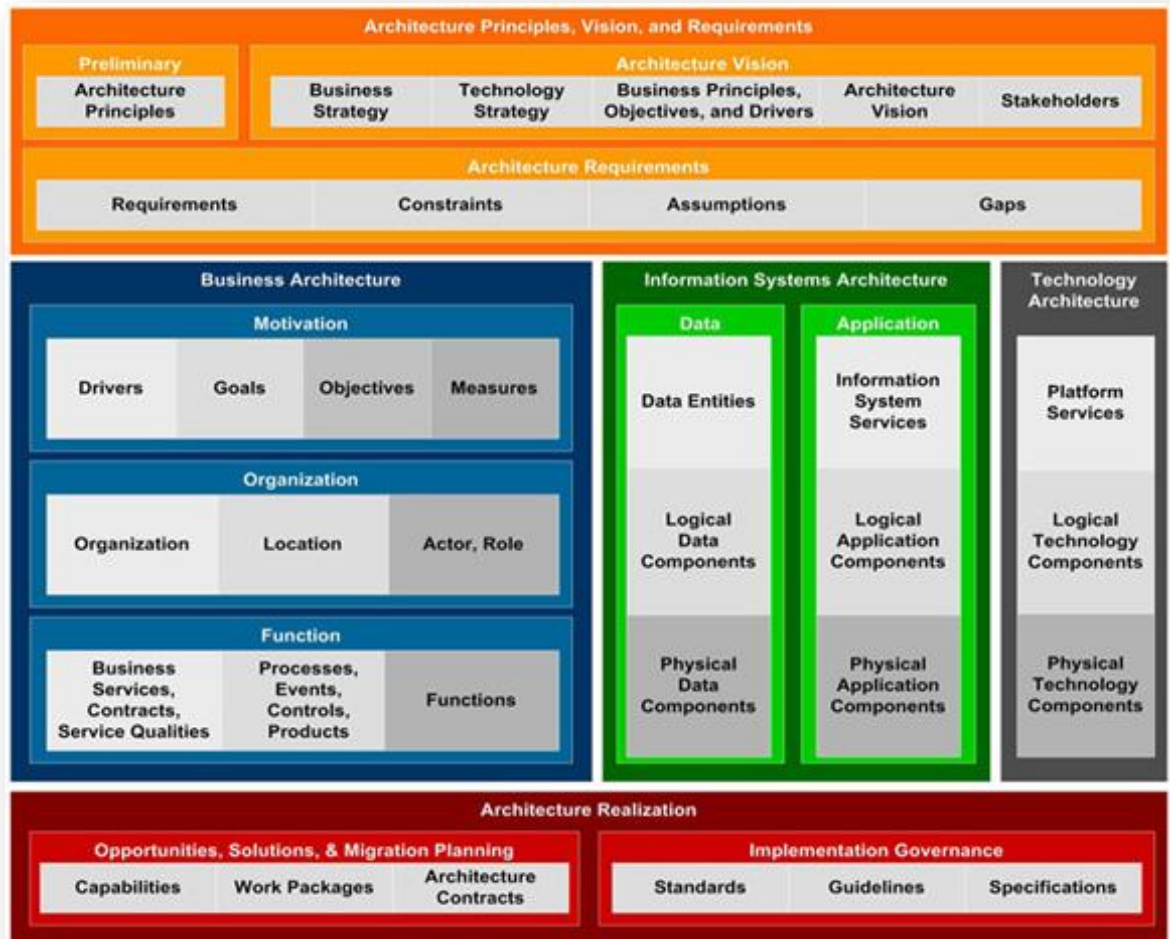 Architecture Principles, Vision, and Requirements
Preliminary
Architecture
Principles
Architecture Vision
Business
Strategy
Technology
Strategy
Business Principles,
Objectives, and Drivers
Architecture
Vision
Stakeholders
Architecture Requirements
Requirements
Constraints
Assumptions
Gaps
Business Architecture
Motivation
Drivers
Goals
Objectives
Measures
Organization
Organization
Location
Actor, Role
Function
Business
Services,
Contracts,
Service Qualities
Processes,
Events,
Controls,
Products
Functions
Information Systems Architecture
Data
Data Entities
Logical
Data
Components
Physical
Data
Components
Application
Information
System
Services
Logical
Application
Components
Physical
Application
Components
Technology
Architecture
Platform
Services
Logical
Technology
Components
Physical
Technology
Components
Architecture Realization
Opportunities, Solutions, & Migration Planning
Capabilities
Work Packages
Architecture
Contracts
Implementation Governance
Standards
Guidelines
Specifications